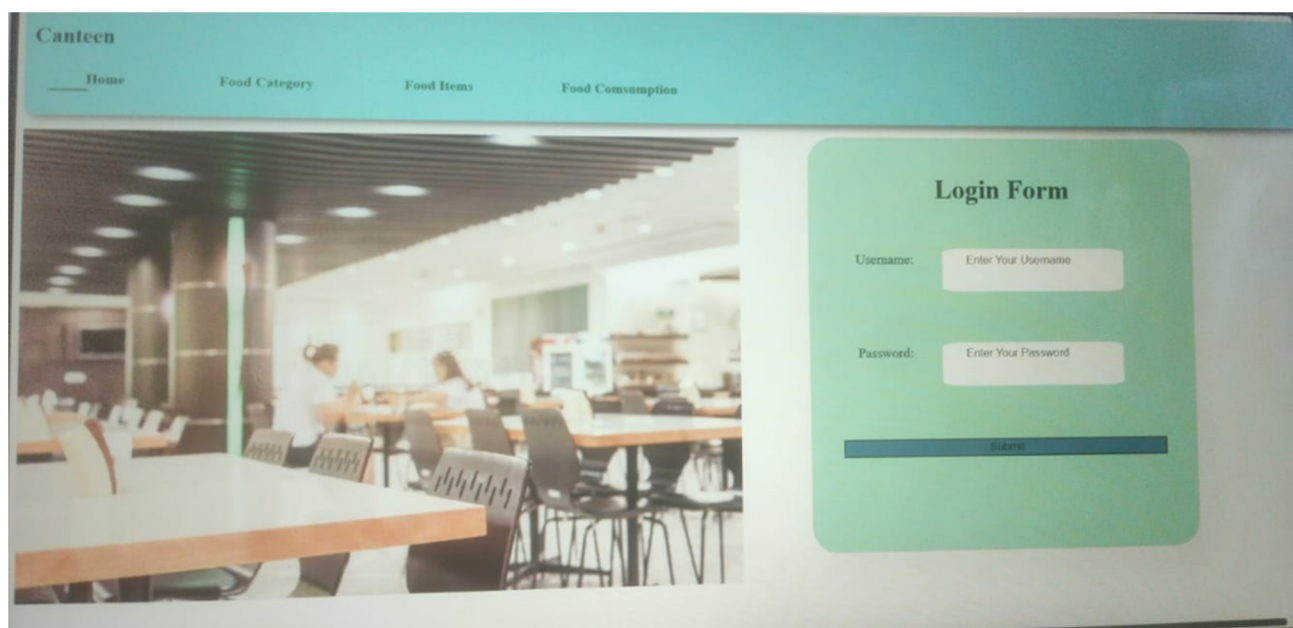 Canteen
Home Food Category Food Items Food Comsumption
Login Form
Username: Enter Your Username
Password: Enter Your Password
Submit